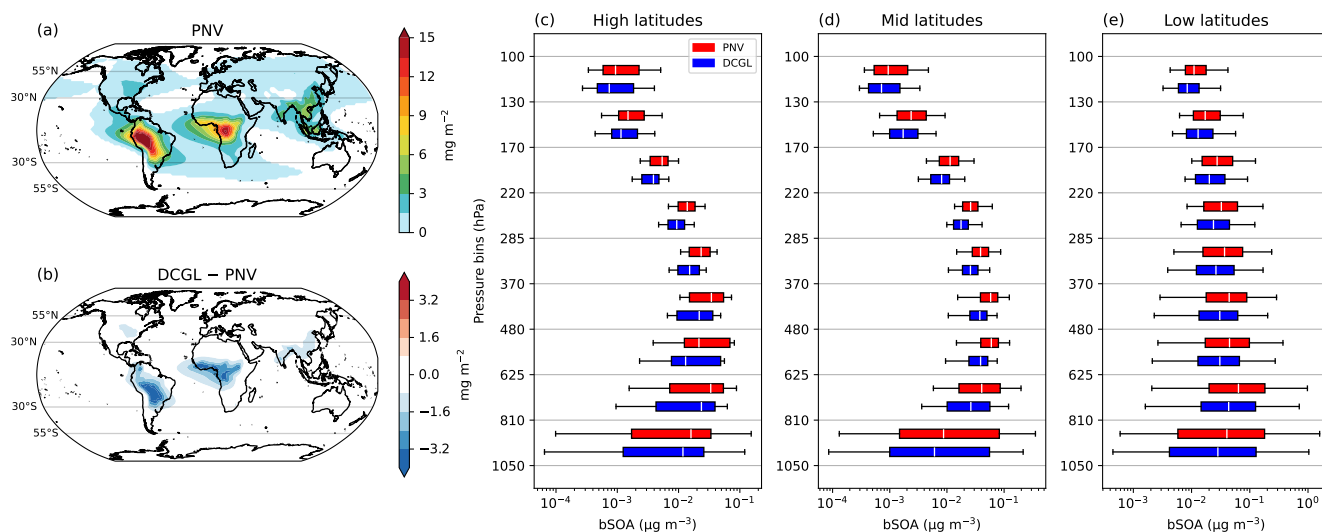 (a) PNV
55°N
30°N
30°S
55°S
15
12
9
6
3
0
mg m⁻²
(b) DCGL − PNV
55°N
30°N
30°S
55°S
3.2
1.6
0.0
−1.6
−3.2
mg m⁻²
(c) High latitudes
PNV
DCGL
Pressure bins (hPa)
100
130
170
220
285
370
480
625
810
1050
10⁻⁴ 10⁻³ 10⁻² 10⁻¹
bSOA (µg m⁻³)
(d) Mid latitudes
100
130
170
220
285
370
480
625
810
1050
10⁻⁴ 10⁻³ 10⁻² 10⁻¹
bSOA (µg m⁻³)
(e) Low latitudes
100
130
170
220
285
370
480
625
810
1050
10⁻³ 10⁻² 10⁻¹ 10⁰
bSOA (µg m⁻³)